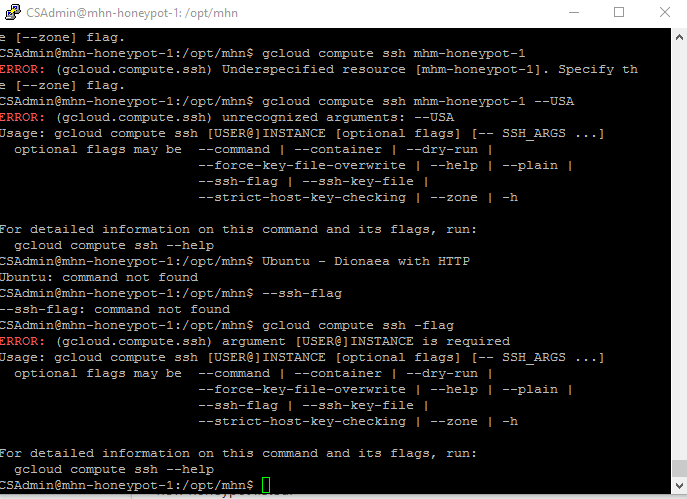 CSAdmin@mhn-honeypot-1: /opt/mhn
e [--zone] flag.
CSAdmin@mhn-honeypot-1:/opt/mhn$ gcloud compute ssh mhm-honeypot-1
ERROR: (gcloud.compute.ssh) Underspecified resource [mhm-honeypot-1]. Specify th
e [--zone] flag.
CSAdmin@mhn-honeypot-1:/opt/mhn$ gcloud compute ssh mhm-honeypot-1 --USA
ERROR: (gcloud.compute.ssh) unrecognized arguments: --USA
Usage: gcloud compute ssh [USER@]INSTANCE [optional flags] [-- SSH_ARGS ...]
  optional flags may be  --command | --container | --dry-run |
                         --force-key-file-overwrite | --help | --plain |
                         --ssh-flag | --ssh-key-file |
                         --strict-host-key-checking | --zone | -h
For detailed information on this command and its flags, run:
  gcloud compute ssh --help
CSAdmin@mhn-honeypot-1:/opt/mhn$ Ubuntu - Dionaea with HTTP
Ubuntu: command not found
CSAdmin@mhn-honeypot-1:/opt/mhn$ --ssh-flag
--ssh-flag: command not found
CSAdmin@mhn-honeypot-1:/opt/mhn$ gcloud compute ssh -flag
ERROR: (gcloud.compute.ssh) argument [USER@]INSTANCE is required
Usage: gcloud compute ssh [USER@]INSTANCE [optional flags] [-- SSH_ARGS ...]
  optional flags may be  --command | --container | --dry-run |
                         --force-key-file-overwrite | --help | --plain |
                         --ssh-flag | --ssh-key-file |
                         --strict-host-key-checking | --zone | -h
For detailed information on this command and its flags, run:
  gcloud compute ssh --help
CSAdmin@mhn-honeypot-1:/opt/mhn$